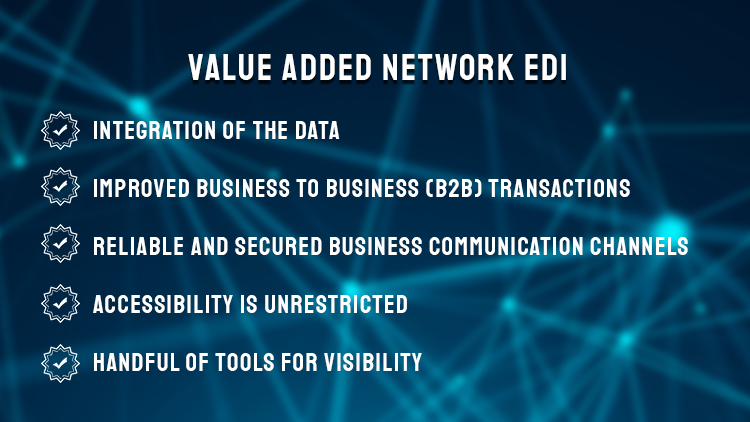 VALUE ADDED NETWORK EDI
INTEGRATION OF THE DATA
IMPROVED BUSINESS TO BUSINESS (B2B) TRANSACTIONS
RELIABLE AND SECURED BUSINESS COMMUNICATION CHANNELS
ACCESSIBILITY IS UNRESTRICTED
HANDFUL OF TOOLS FOR VISIBILITY